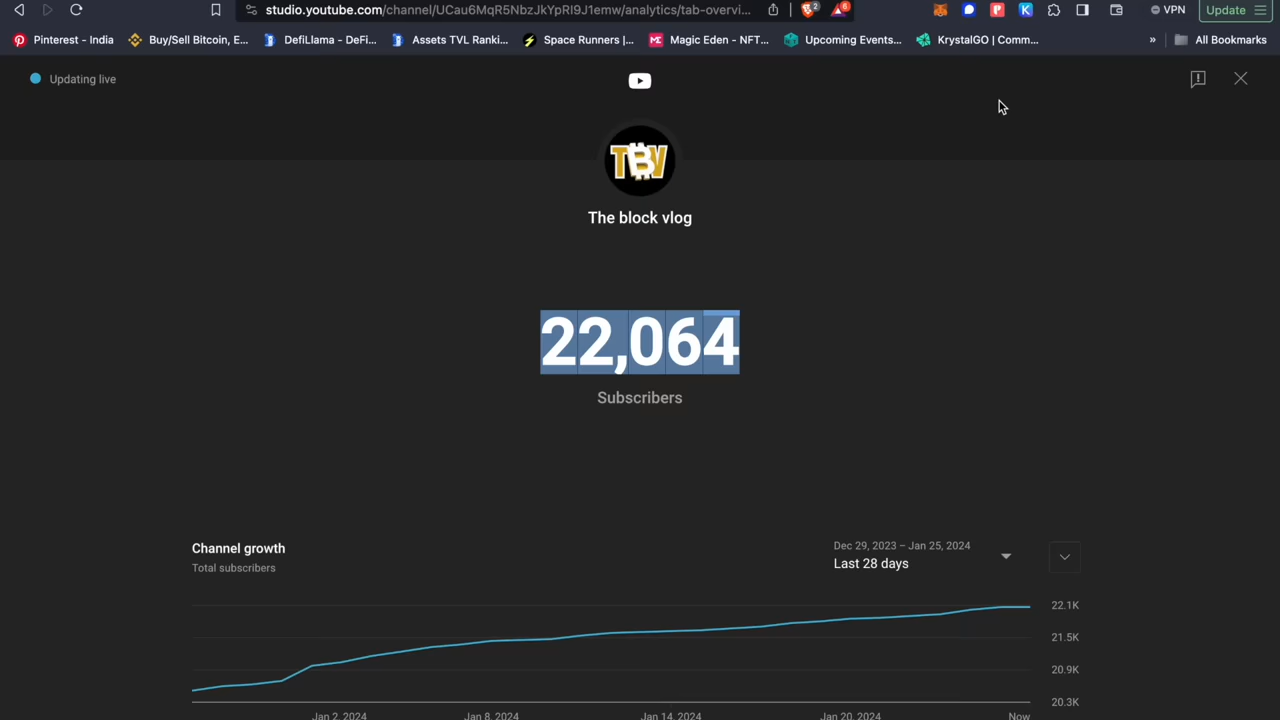 studio.youtube.com/channel/UCau6MqR5NbzJkYpRI9J1emw/analytics/tab-overvi... 2 6 VPN Update
Pinterest - India Buy/Sell Bitcoin, E... DefiLlama - DeFi... Assets TVL Ranki... Space Runners |... Magic Eden - NFT... Upcoming Events... KrystalGO | Comm... » All Bookmarks
Updating live
TBV
The block vlog
22,064
Subscribers
Channel growth
Total subscribers
Dec 29, 2023 – Jan 25, 2024
Last 28 days
22.1K
21.5K
20.9K
20.3K
Jan 2, 2024 Jan 8, 2024 Jan 14, 2024 Jan 20, 2024 Now